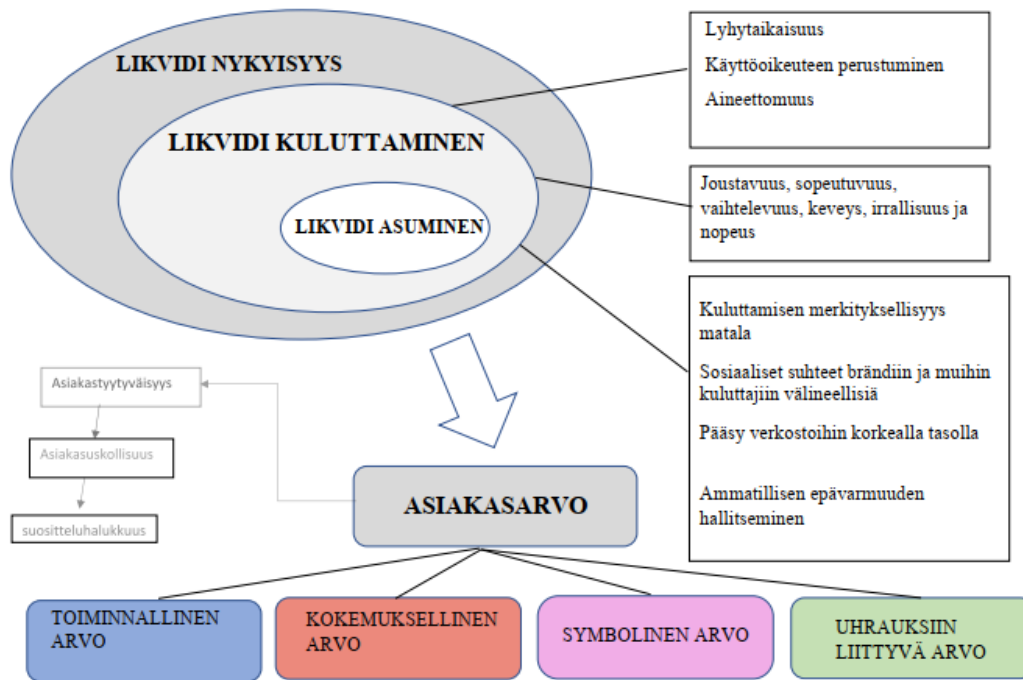 LIKVIDI NYKYISYYS
LIKVIDI KULUTTAMINEN
LIKVIDI ASUMINEN
Lyhytaikaisuus
Käyttöoikeuteen perustuminen
Aineettomuus
Joustavuus, sopeutuvuus,
vaihtelevuus, keveys, irrallisuus ja
nopeus
Kuluttamisen merkityksellisyys
matala
Sosiaaliset suhteet brändiin ja muihin
kuluttajiin välineellisiä
Pääsy verkostoihin korkealla tasolla
Ammatillisen epävarmuuden
hallitseminen
Asiakastyytyväisyys
Asiakasuskollisuus
suositteluhalukkuus
ASIAKASARVO
TOIMINNALLINEN
ARVO
KOKEMUKSELLINEN
ARVO
SYMBOLINEN ARVO
UHRAUKSIIN
LIITTYVÄ ARVO